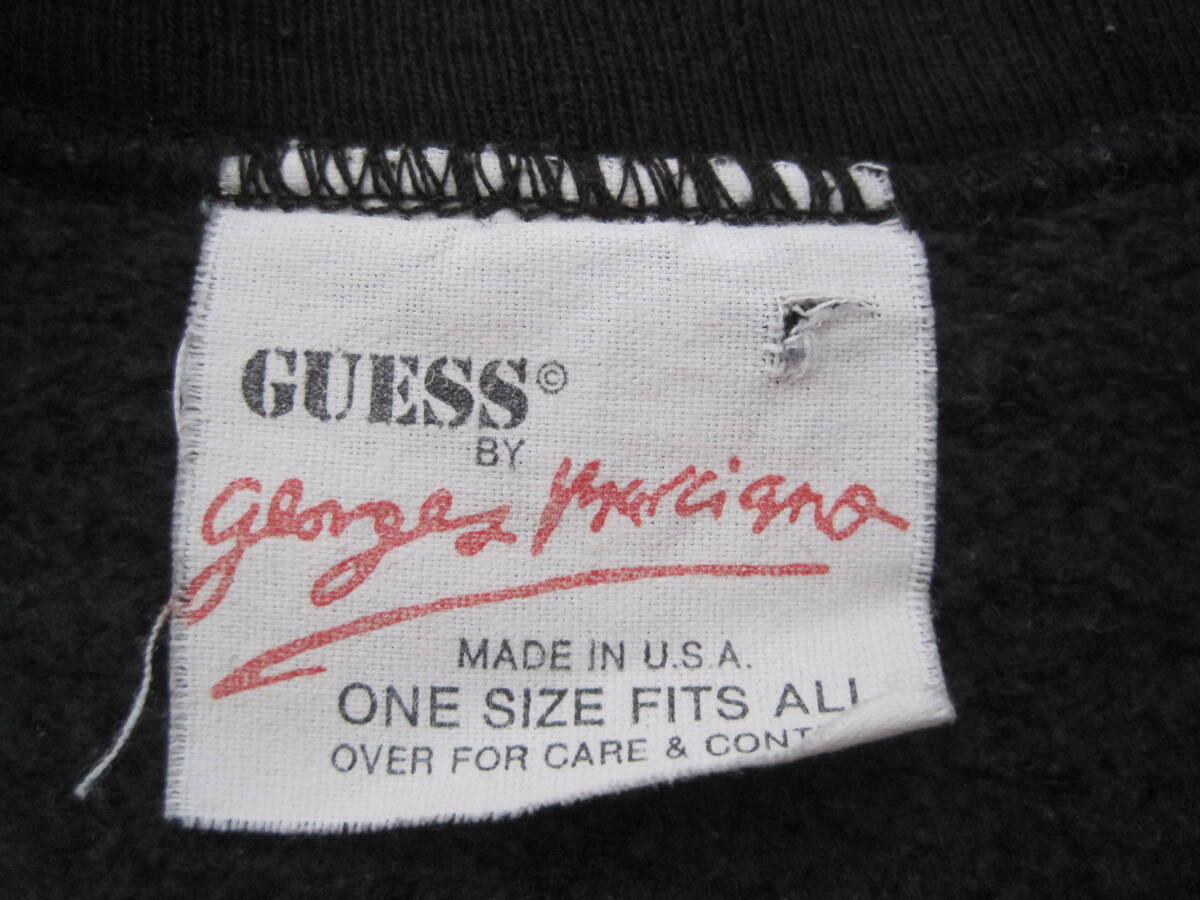 GUESS©
BY
Georges Marciano
MADE IN U.S.A.
ONE SIZE FITS ALL
OVER FOR CARE & CONT